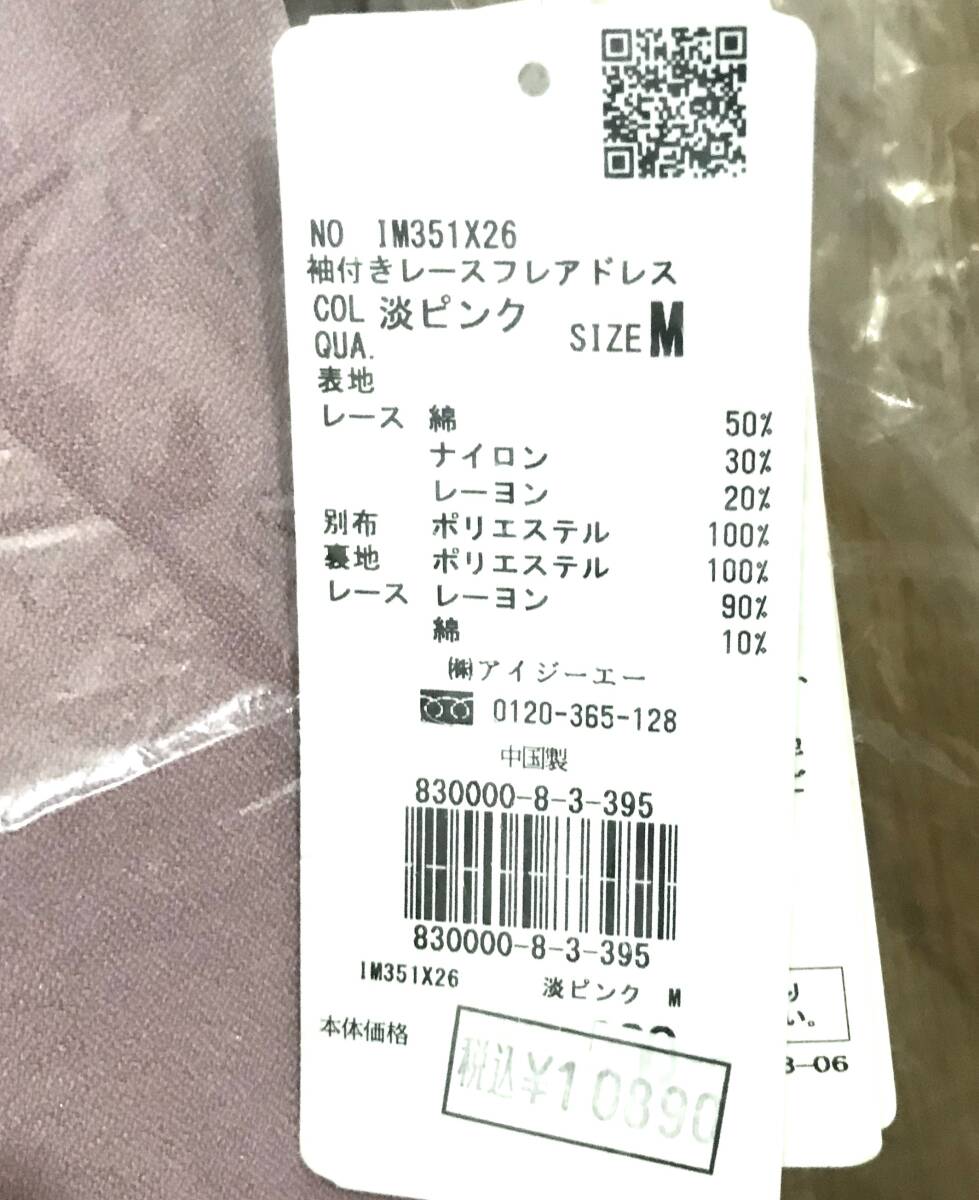 NO IM351X26
袖付きレースフレアドレス
COL 淡ピンク SIZE M
QUA.
表地
レース 綿 50%
ナイロン 30%
レーヨン 20%
別布 ポリエステル 100%
裏地 ポリエステル 100%
レース レーヨン 90%
綿 10%
㈱アイジーエー
0120-365-128
中国製
830000-8-3-395
830000-8-3-395
IM351X26 淡ピンク M
本体価格
税込¥10890
り
い。
3-06